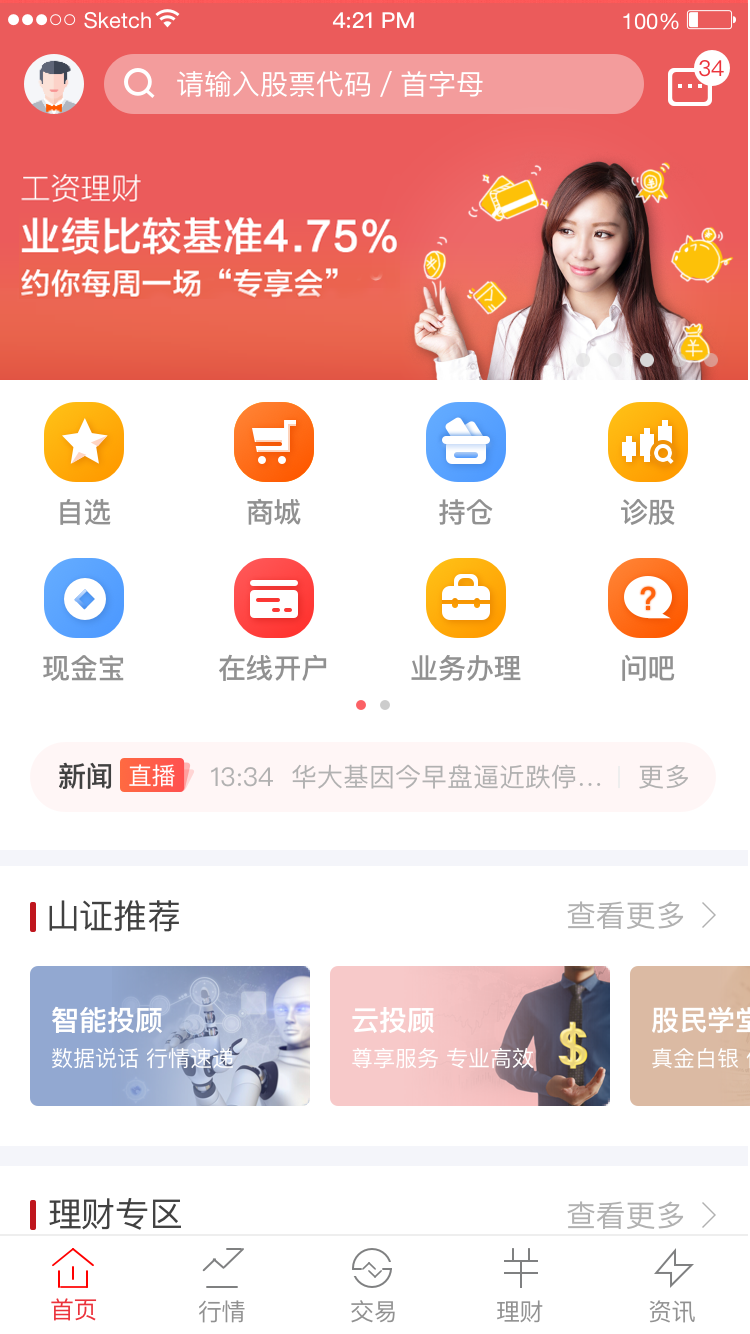 Sketch 4:21 PM 100%
请输入股票代码 / 首字母
34
工资理财
业绩比较基准4.75%
约你每周一场“专享会”
自选 商城 持仓 诊股
现金宝 在线开户 业务办理 问吧
新闻 直播 13:34 华大基因今早盘逼近跌停... 更多
山证推荐 查看更多
智能投顾 云投顾 股民学堂
数据说话 行情速递 尊享服务 专业高效 真金白银
理财专区 查看更多
首页 行情 交易 理财 资讯